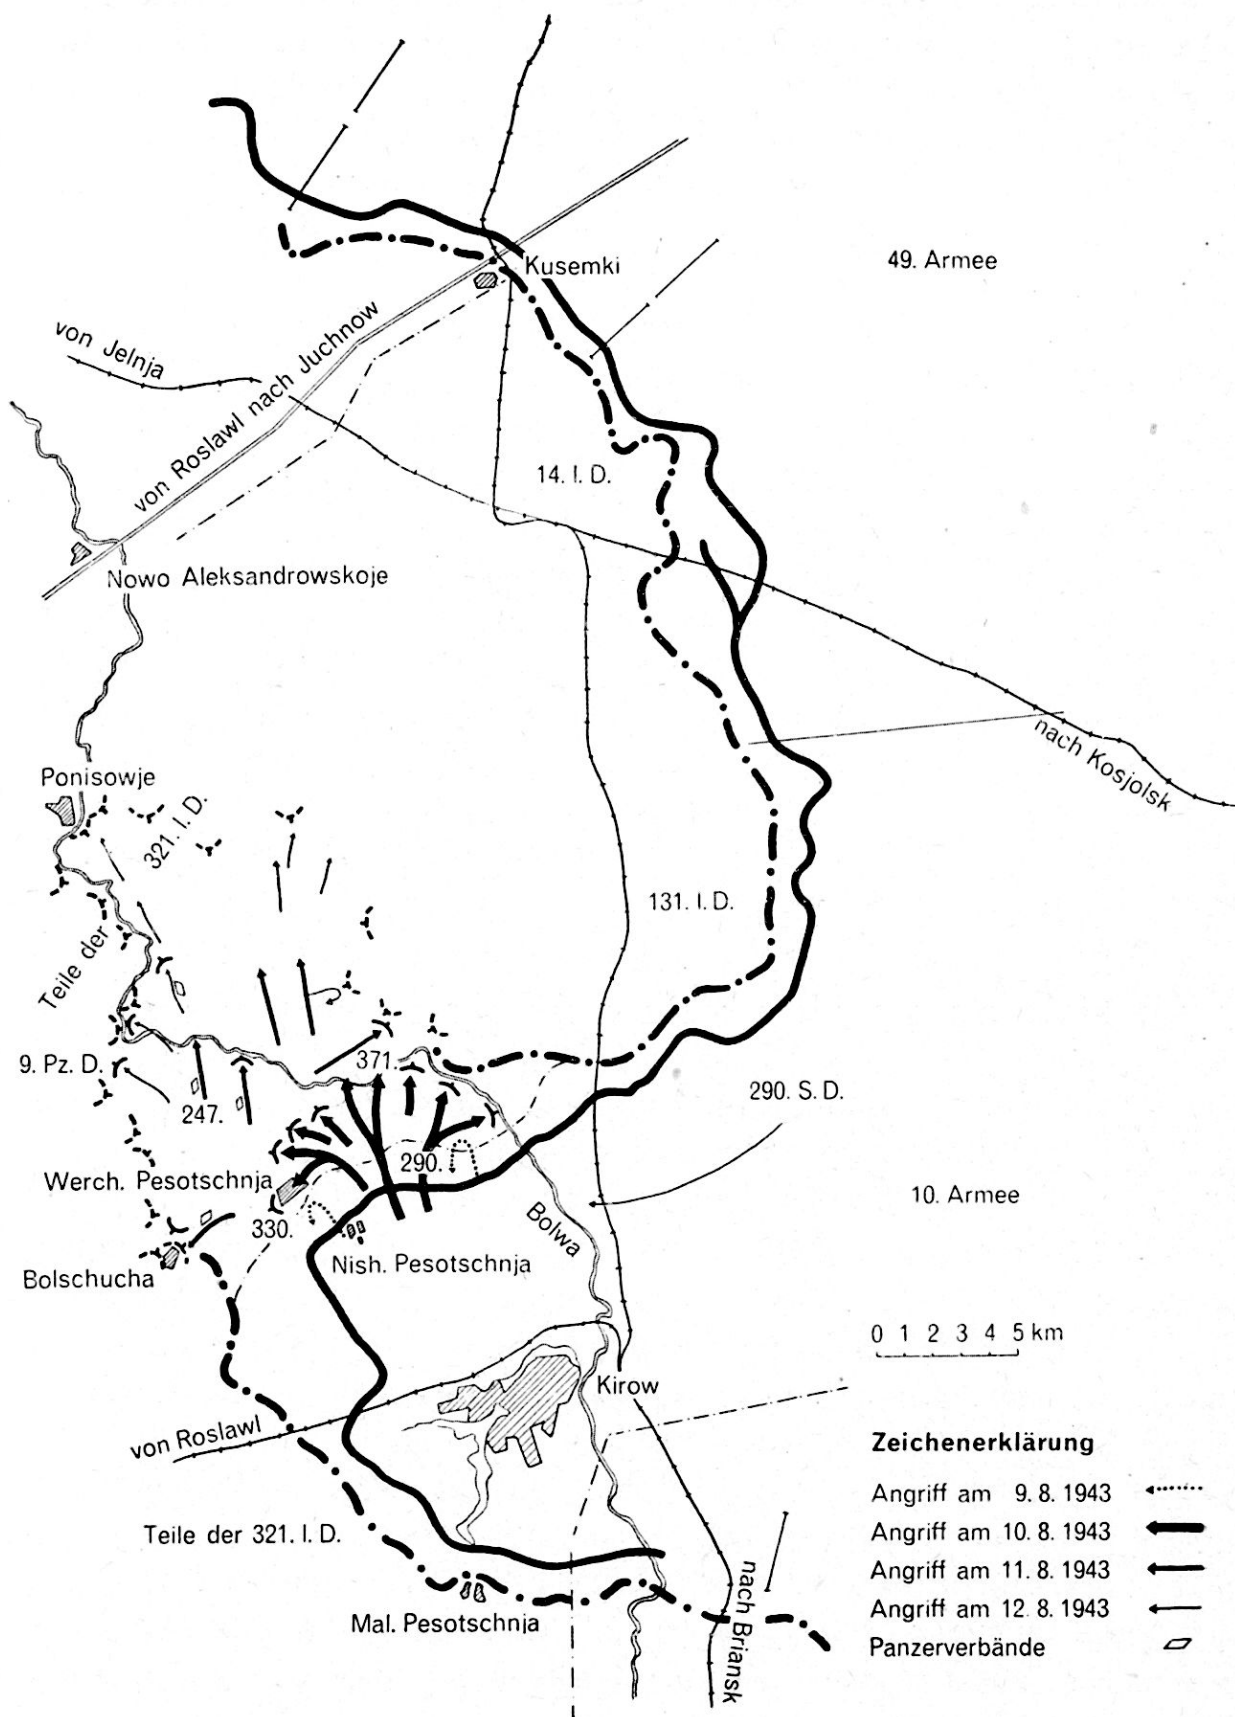 Kusemki
49. Armee
von Jelnja
von Roslawl nach Juchnow
14. I. D.
Nowo Aleksandrowskoje
nach Kosjolsk
Ponisowje
321. I. D.
Teile der
131. I. D.
9. Pz. D.
371.
247.
290. S. D.
290.
Werch. Pesotschnja
10. Armee
330.
Bolwa
Nish. Pesotschnja
Bolschucha
0 1 2 3 4 5 km
Kirow
von Roslawl
Teile der 321. I. D.
Mal. Pesotschnja
nach Briansk
Zeichenerklärung
Angriff am 9. 8. 1943
Angriff am 10. 8. 1943
Angriff am 11. 8. 1943
Angriff am 12. 8. 1943
Panzerverbände